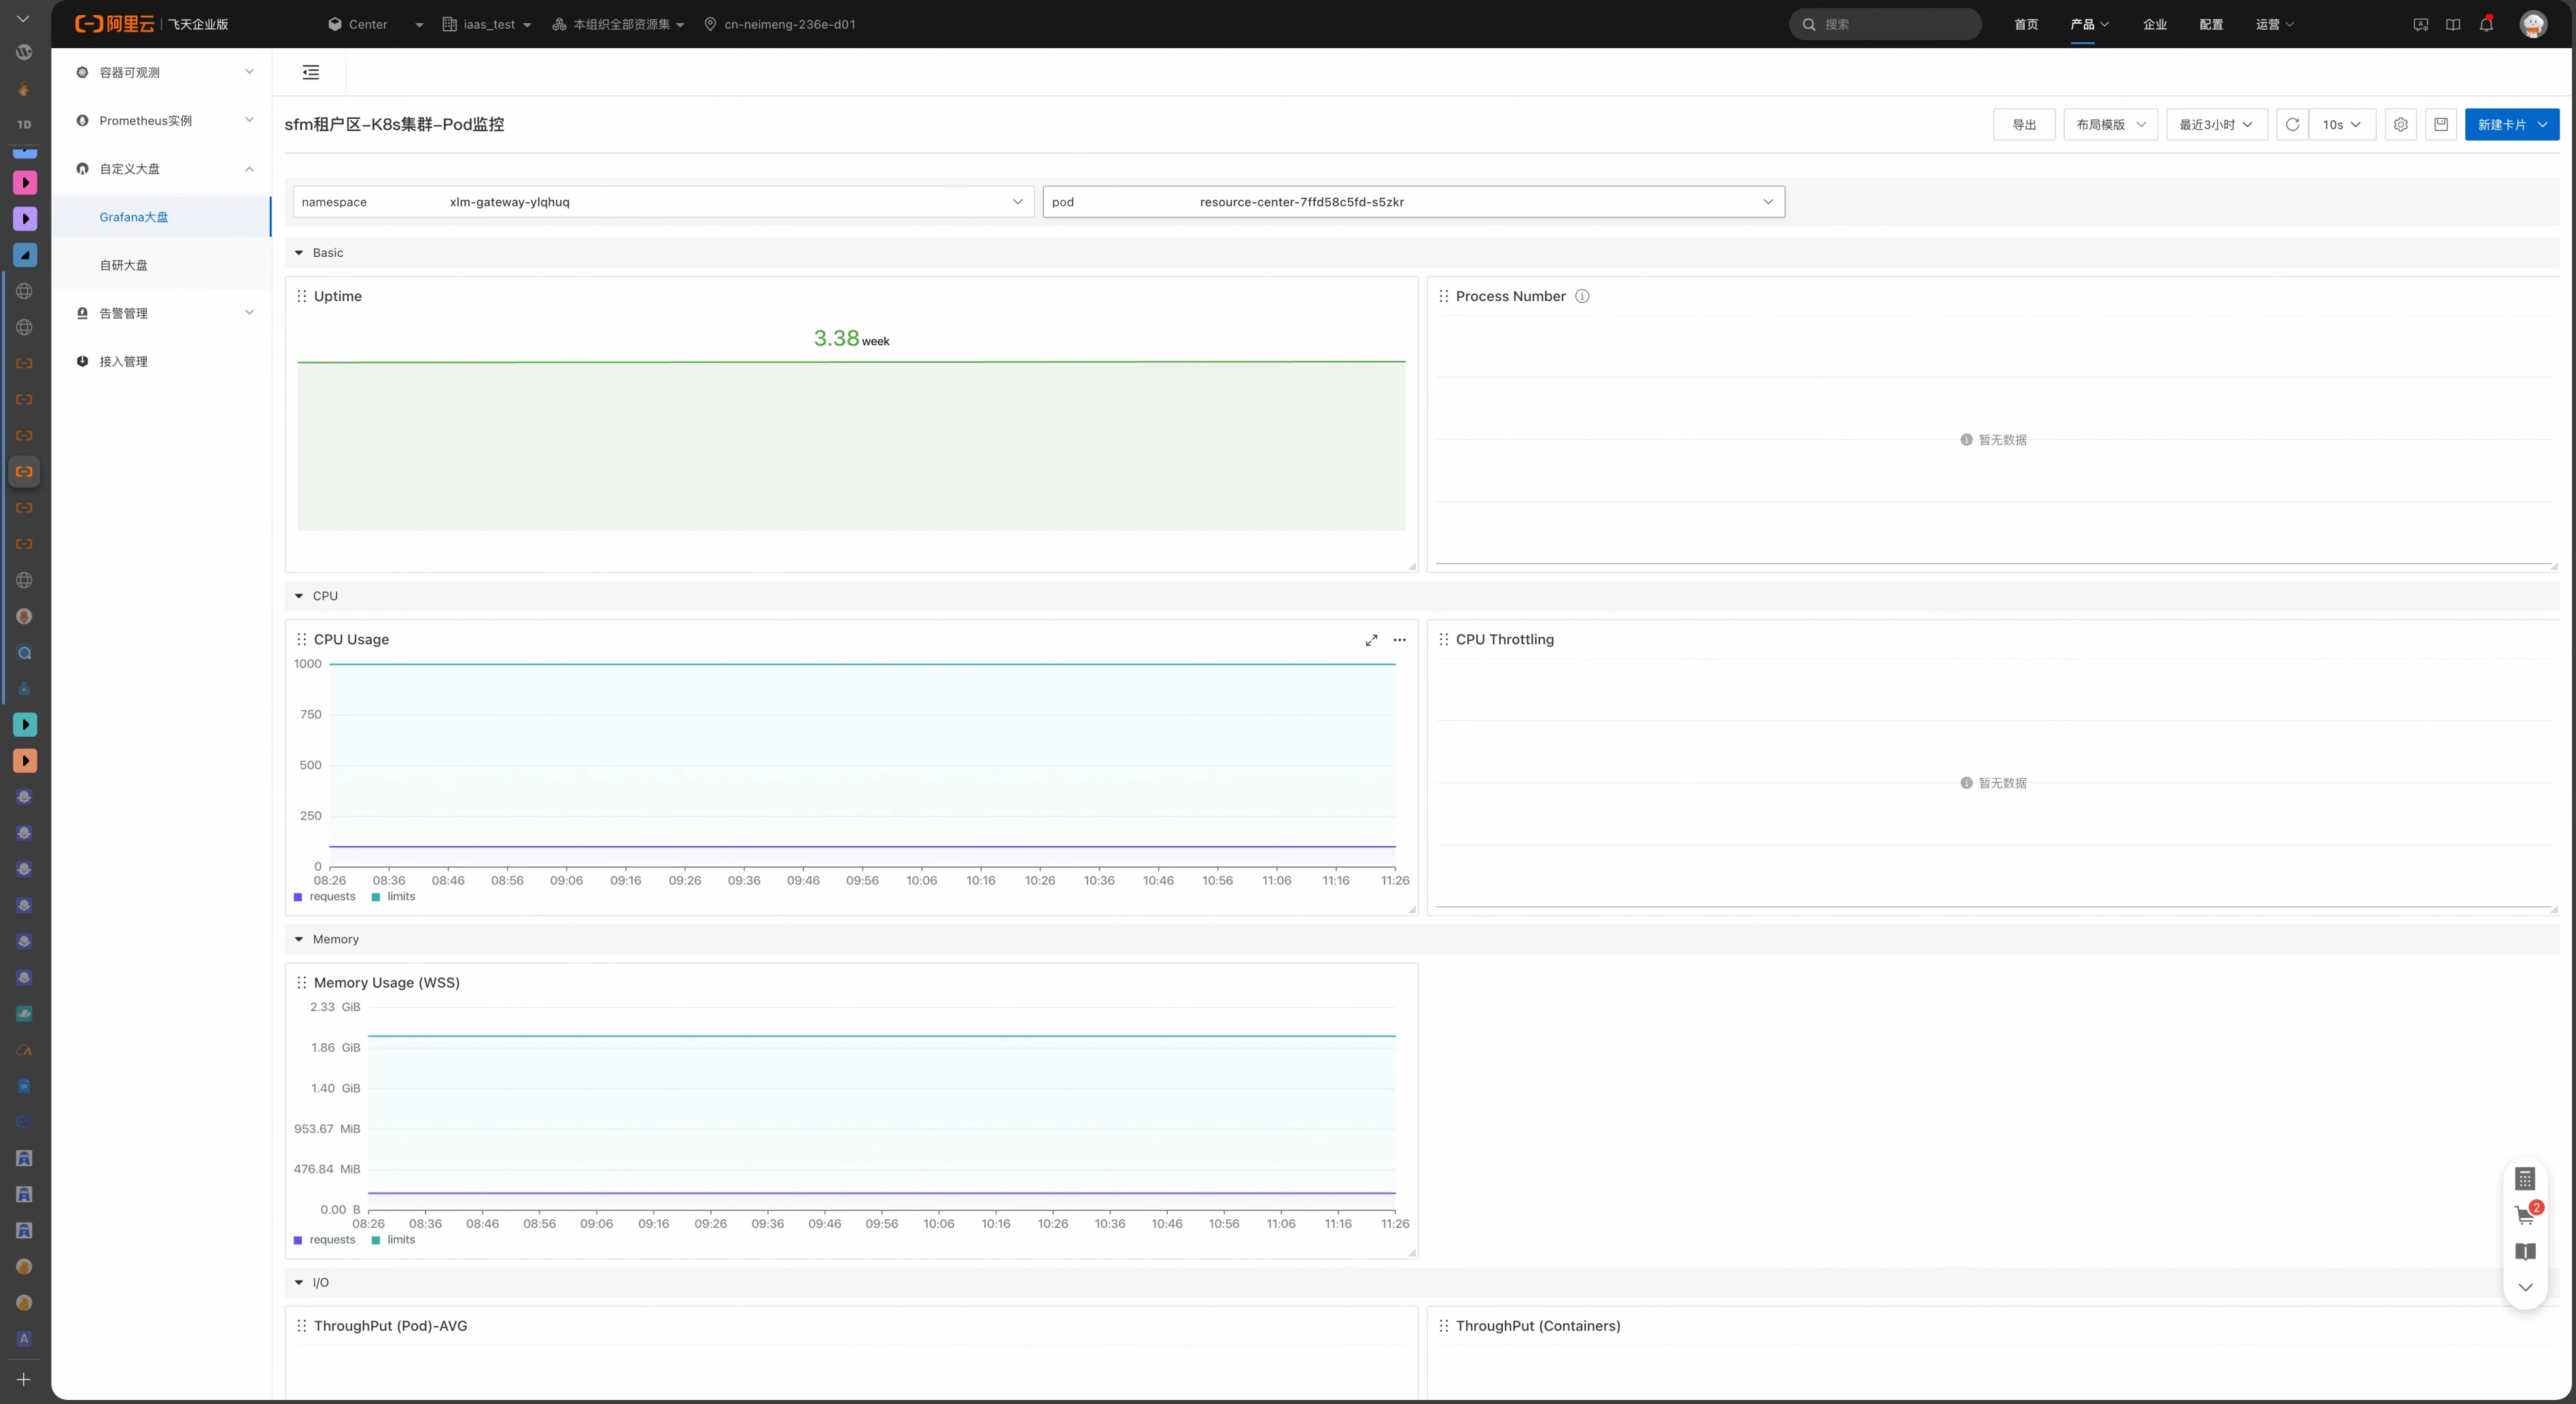 阿里云 | 飞天企业版
Center
iaas_test
本组织全部资源集
cn-neimeng-236e-d01
搜索
首页
产品
企业
配置
运营
1D
容器可观测
Prometheus实例
自定义大盘
Grafana大盘
自研大盘
告警管理
接入管理
sfm租户区-K8s集群-Pod监控
导出
布局模版
最近3小时
10s
新建卡片
namespace xlm-gateway-ylqhuq
pod resource-center-7ffd58c5fd-s5zkr
Basic
Uptime
3.38 week
Process Number
暂无数据
CPU
CPU Usage
1000
750
500
250
0
08:26 08:36 08:46 08:56 09:06 09:16 09:26 09:36 09:46 09:56 10:06 10:16 10:26 10:36 10:46 10:56 11:06 11:16 11:26
requests limits
CPU Throttling
暂无数据
Memory
Memory Usage (WSS)
2.33 GiB
1.86 GiB
1.40 GiB
953.67 MiB
476.84 MiB
0.00 B
08:26 08:36 08:46 08:56 09:06 09:16 09:26 09:36 09:46 09:56 10:06 10:16 10:26 10:36 10:46 10:56 11:06 11:16 11:26
requests limits
2
I/O
ThroughPut (Pod)-AVG
ThroughPut (Containers)
A